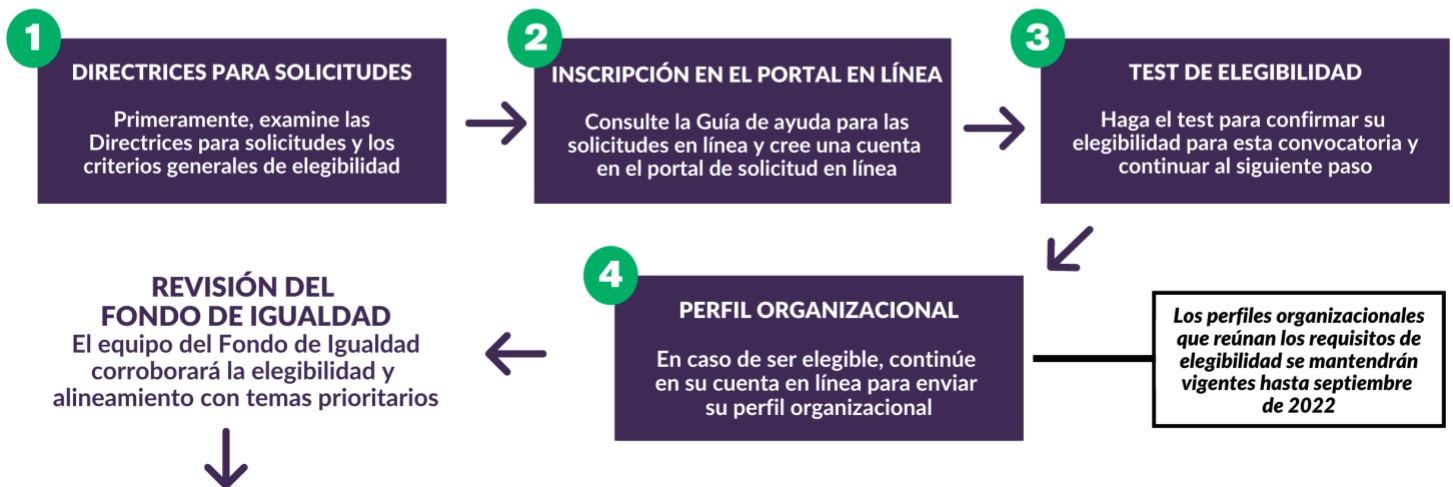 1
DIRECTRICES PARA SOLICITUDES
Primeramente, examine las
Directrices para solicitudes y los
criterios generales de elegibilidad
2
INSCRIPCIÓN EN EL PORTAL EN LÍNEA
Consulte la Guía de ayuda para las
solicitudes en línea y cree una cuenta
en el portal de solicitud en línea
3
TEST DE ELEGIBILIDAD
Haga el test para confirmar su
elegibilidad para esta convocatoria y
continuar al siguiente paso
4
PERFIL ORGANIZACIONAL
En caso de ser elegible, continúe
en su cuenta en línea para enviar
su perfil organizacional
Los perfiles organizacionales
que reúnan los requisitos de
elegibilidad se mantendrán
vigentes hasta septiembre
de 2022
REVISIÓN DEL
FONDO DE IGUALDAD
El equipo del Fondo de Igualdad
corroborará la elegibilidad y
alineamiento con temas prioritarios